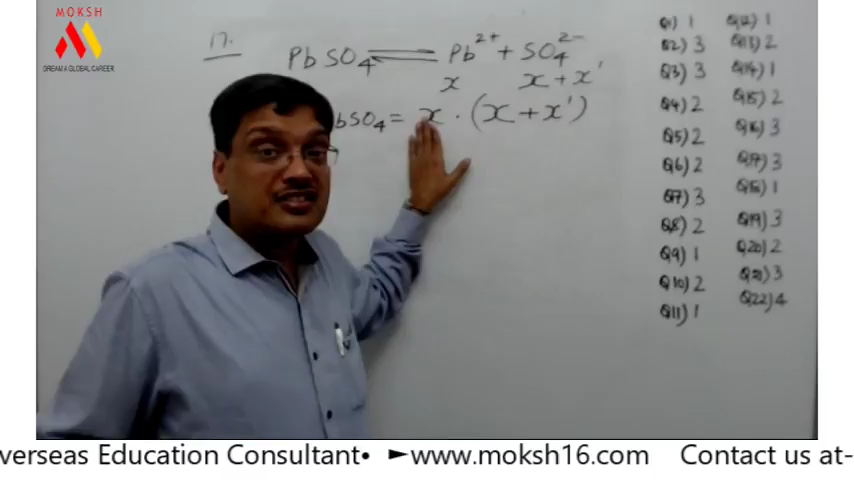 MOKSH
DREAM A GLOBAL CAREER
17.
PbSO4 ⇌ Pb2+ + SO42-
x x + x'
bSO4 = x · (x + x')
Q1) 1
Q2) 3
Q3) 3
Q4) 2
Q5) 2
Q6) 2
Q7) 3
Q8) 2
Q9) 1
Q10) 2
Q11) 1
Q12) 1
Q13) 2
Q14) 1
Q15) 2
Q16) 3
Q17) 3
Q18) 1
Q19) 3
Q20) 2
Q21) 3
Q22) 4
verseas Education Consultant• ►www.moksh16.com Contact us at-